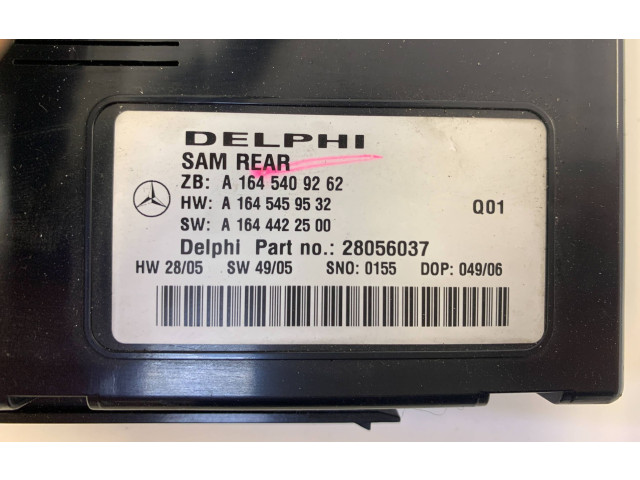 DELPHI
SAM REAR
ZB: A 164 540 92 62
HW: A 164 545 95 32 Q01
SW: A 164 442 25 00
Delphi Part no.: 28056037
HW 28/05 SW 49/05 SNO: 0155 DOP: 049/06